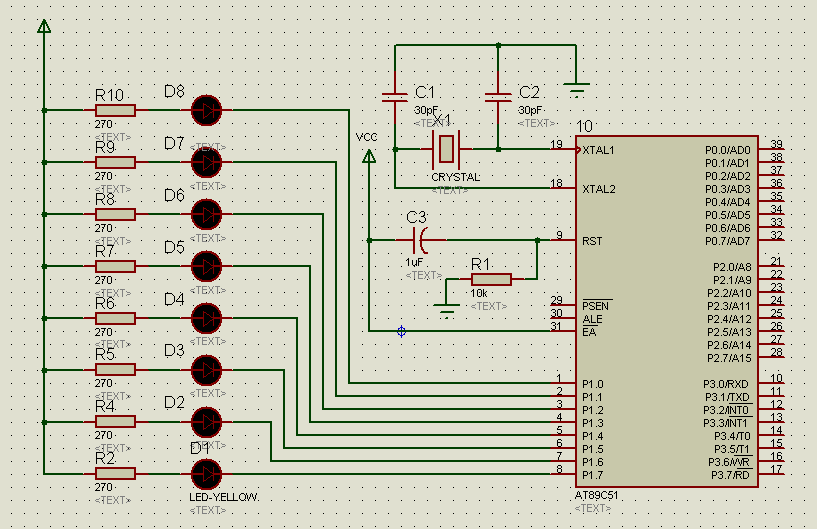 R10
270
<TEXT>
D8
<TEXT>
R9
270
<TEXT>
D7
<TEXT>
R8
270
<TEXT>
D6
<TEXT>
R7
270
<TEXT>
D5
<TEXT>
R6
270
<TEXT>
D4
<TEXT>
R5
270
<TEXT>
D3
<TEXT>
R4
270
<TEXT>
D2
<TEXT>
R2
270
<TEXT>
D1
LED-YELLOW
<TEXT>
C1
30pF
<TEXT>
C2
30pF
<TEXT>
X1
CRYSTAL
<TEXT>
VCC
C3
1uF
<TEXT>
R1
10k
<TEXT>
10
19 XTAL1
18 XTAL2
9 RST
29 PSEN
30 ALE
31 EA
1 P1.0
2 P1.1
3 P1.2
4 P1.3
5 P1.4
6 P1.5
7 P1.6
8 P1.7
P0.0/AD0 39
P0.1/AD1 38
P0.2/AD2 37
P0.3/AD3 36
P0.4/AD4 35
P0.5/AD5 34
P0.6/AD6 33
P0.7/AD7 32
P2.0/A8 21
P2.1/A9 22
P2.2/A10 23
P2.3/A11 24
P2.4/A12 25
P2.5/A13 26
P2.6/A14 27
P2.7/A15 28
P3.0/RXD 10
P3.1/TXD 11
P3.2/INT0 12
P3.3/INT1 13
P3.4/T0 14
P3.5/T1 15
P3.6/WR 16
P3.7/RD 17
AT89C51
<TEXT>